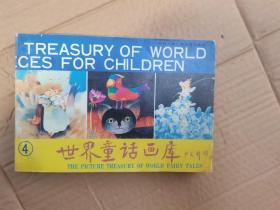 TREASURY OF WORLD
CES FOR CHILDREN
④
世界童话画库
THE PICTURE TREASURY OF WORLD FAIRY TALES